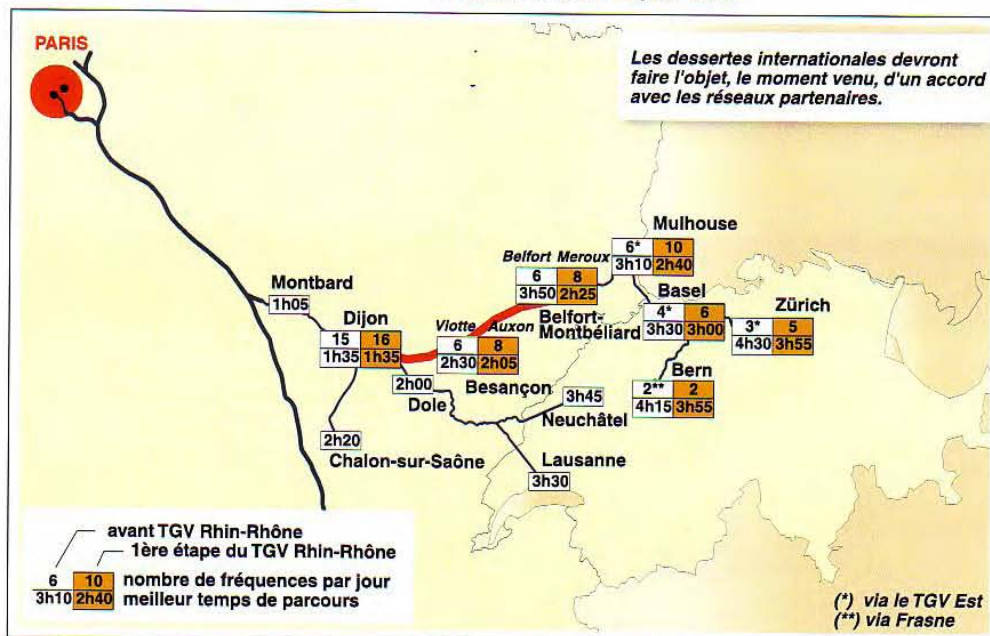 PARIS
Les dessertes internationales devront
faire l'objet, le moment venu, d'un accord
avec les réseaux partenaires.
Mulhouse
6* 10
3h10 2h40
Belfort Meroux
6 8
3h50 2h25
Belfort-
Montbéliard
Montbard
1h05
Basel
4* 6
3h30 3h00
Zürich
3* 5
4h30 3h55
Dijon
15 16
1h35 1h35
Viotte Auxon
6 8
2h30 2h05
Besançon
Bern
2** 2
4h15 3h55
2h00
Dole
3h45
Neuchâtel
2h20
Chalon-sur-Saône
Lausanne
3h30
avant TGV Rhin-Rhône
1ère étape du TGV Rhin-Rhône
6 10 nombre de fréquences par jour
3h10 2h40 meilleur temps de parcours
(*) via le TGV Est
(**) via Frasne